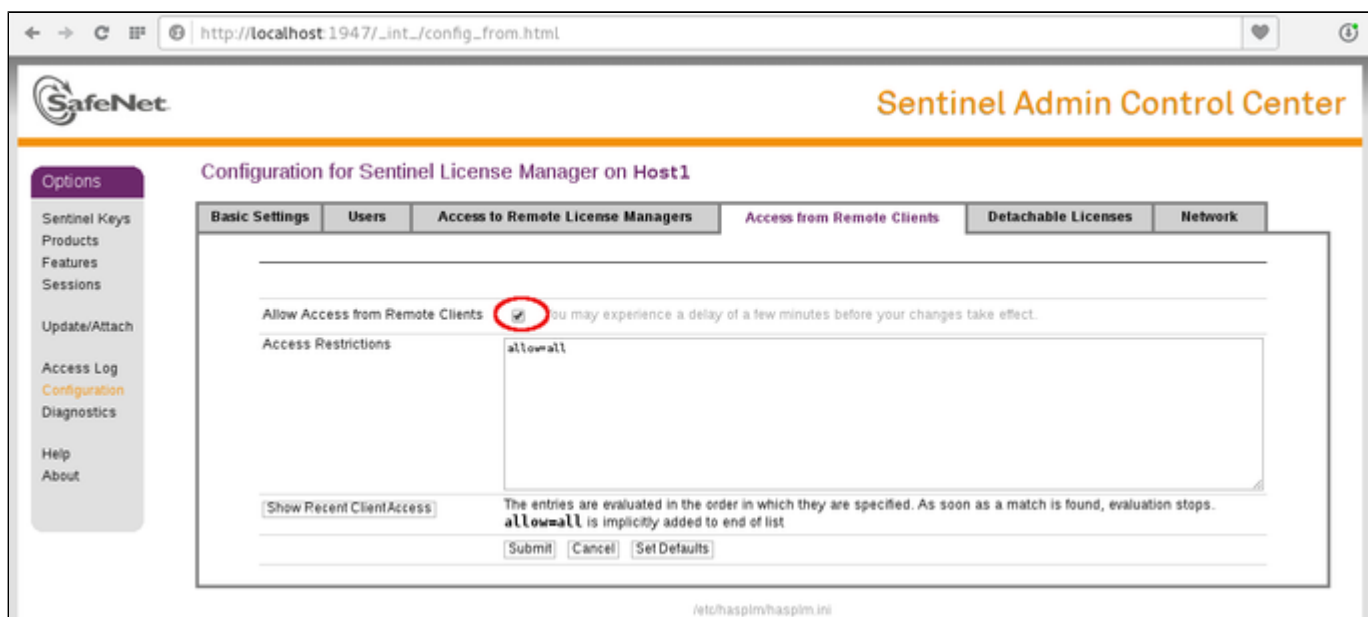 http://localhost:1947/_int_/config_from.html
SafeNet.
Sentinel Admin Control Center
Options
Sentinel Keys
Products
Features
Sessions
Update/Attach
Access Log
Configuration
Diagnostics
Help
About
Configuration for Sentinel License Manager on Host1
Basic Settings
Users
Access to Remote License Managers
Access from Remote Clients
Detachable Licenses
Network
Allow Access from Remote Clients
You may experience a delay of a few minutes before your changes take effect.
Access Restrictions
allow=all
Show Recent Client Access
The entries are evaluated in the order in which they are specified. As soon as a match is found, evaluation stops.
allow=all is implicitly added to end of list
Submit
Cancel
Set Defaults
/etc/hasplm/hasplm.ini